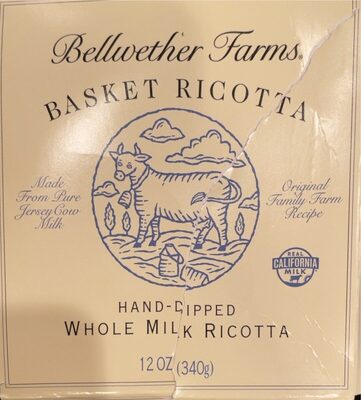 Bellwether Farms®
BASKET RICOTTA
Made
From Pure
Jersey Cow
Milk
Original
Family Farm
Recipe
REAL
CALIFORNIA
MILK
HAND-DIPPED
WHOLE MILK RICOTTA
12 OZ (340g)